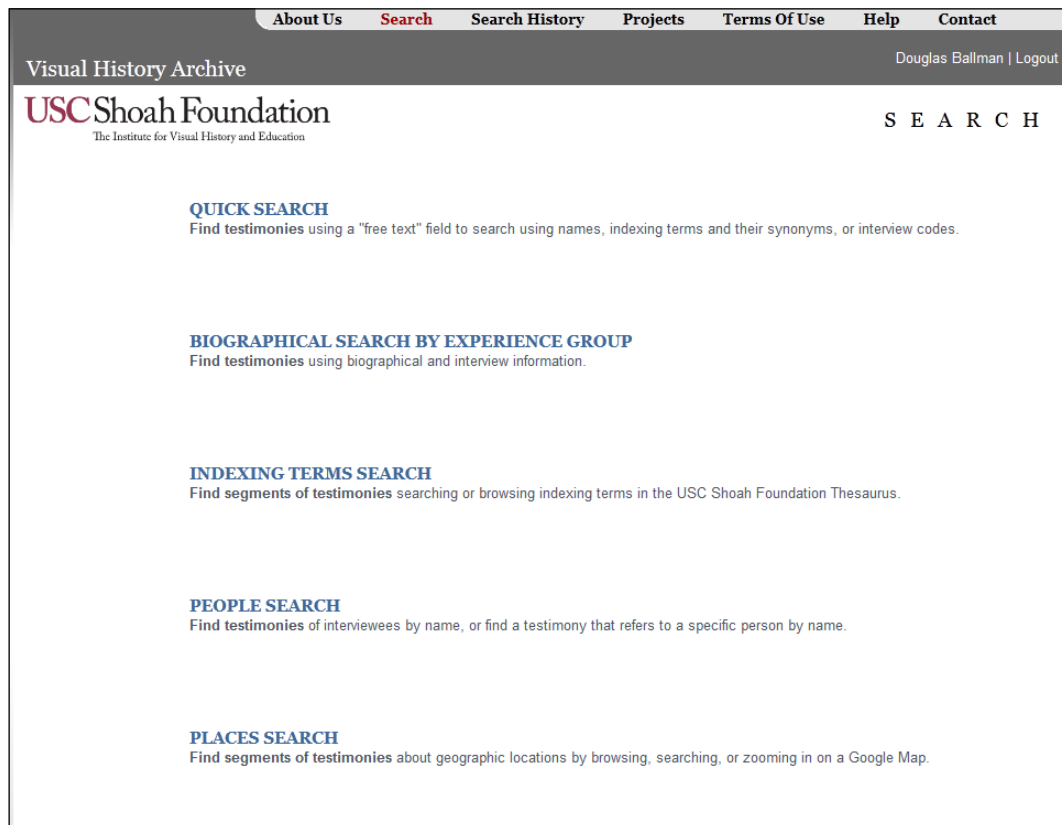 About Us Search Search History Projects Terms Of Use Help Contact
Douglas Ballman | Logout
Visual History Archive
USC Shoah Foundation
The Institute for Visual History and Education
SEARCH
QUICK SEARCH
Find testimonies using a "free text" field to search using names, indexing terms and their synonyms, or interview codes.
BIOGRAPHICAL SEARCH BY EXPERIENCE GROUP
Find testimonies using biographical and interview information.
INDEXING TERMS SEARCH
Find segments of testimonies searching or browsing indexing terms in the USC Shoah Foundation Thesaurus.
PEOPLE SEARCH
Find testimonies of interviewees by name, or find a testimony that refers to a specific person by name.
PLACES SEARCH
Find segments of testimonies about geographic locations by browsing, searching, or zooming in on a Google Map.